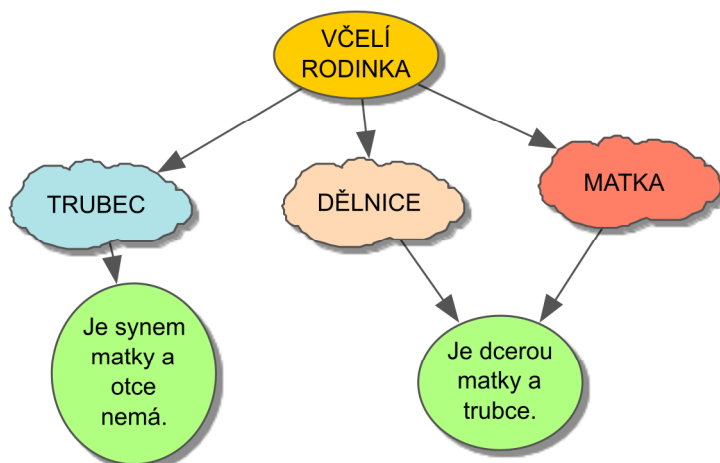 VČELÍ
RODINKA
TRUBEC
DĚLNICE
MATKA
Je synem
matky a
otce
nemá.
Je dcerou
matky a
trubce.